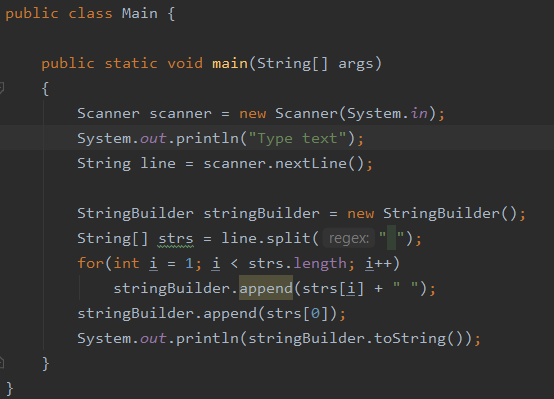 public class Main {
public static void main(String[] args)
{
Scanner scanner = new Scanner(System.in);
System.out.println("Type text");
String line = scanner.nextLine();
StringBuilder stringBuilder = new StringBuilder();
String[] strs = line.split( regex: " ");
for(int i = 1; i < strs.length; i++)
stringBuilder.append(strs[i] + " ");
stringBuilder.append(strs[0]);
System.out.println(stringBuilder.toString());
}
}